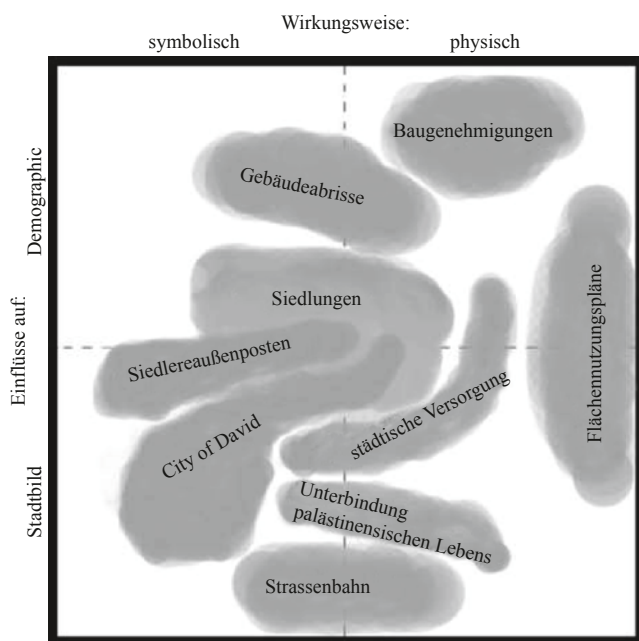 Wirkungsweise:
symbolisch physisch
Einflüsse auf:
Demographic
Stadtbild
Baugenehmigungen
Gebäudeabrisse
Siedlungen
Siedlereaußenposten
City of David
städtische Versorgung
Flächennutzungspläne
Unterbindung
palästinensischen Lebens
Strassenbahn